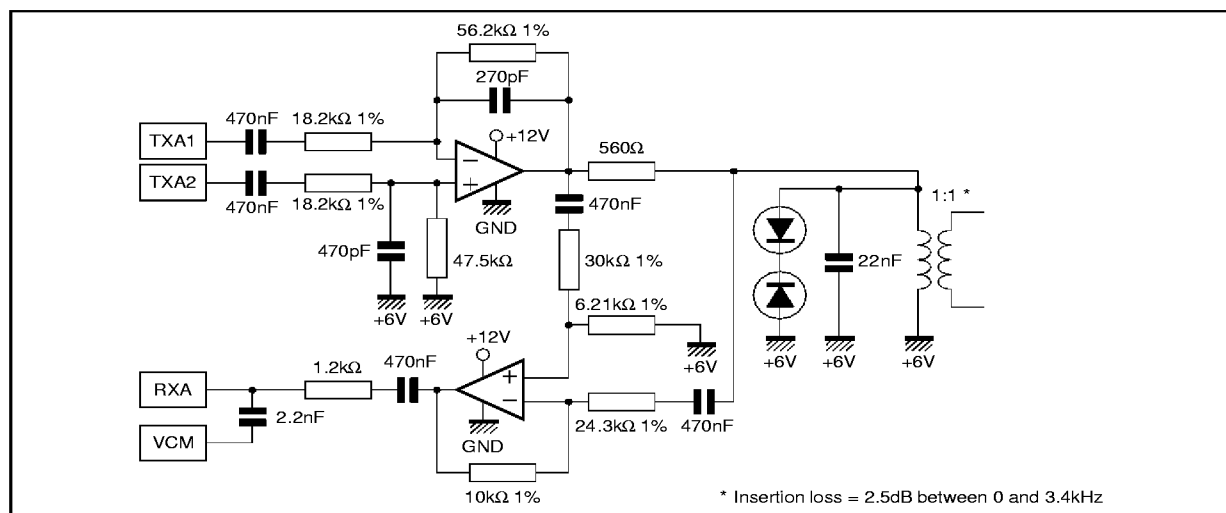 56.2kΩ 1%
270pF
470nF
18.2kΩ 1%
+12V
TXA1
560Ω
TXA2
1:1 *
470nF
18.2kΩ 1%
GND
470nF
470pF
47.5kΩ
30kΩ 1%
22nF
+6V
+6V
6.21kΩ 1%
+12V
470nF
1.2kΩ
+6V
+6V
+6V
+6V
RXA
2.2nF
24.3kΩ 1%
470nF
VCM
GND
10kΩ 1%
* Insertion loss = 2.5dB between 0 and 3.4kHz
− + + −